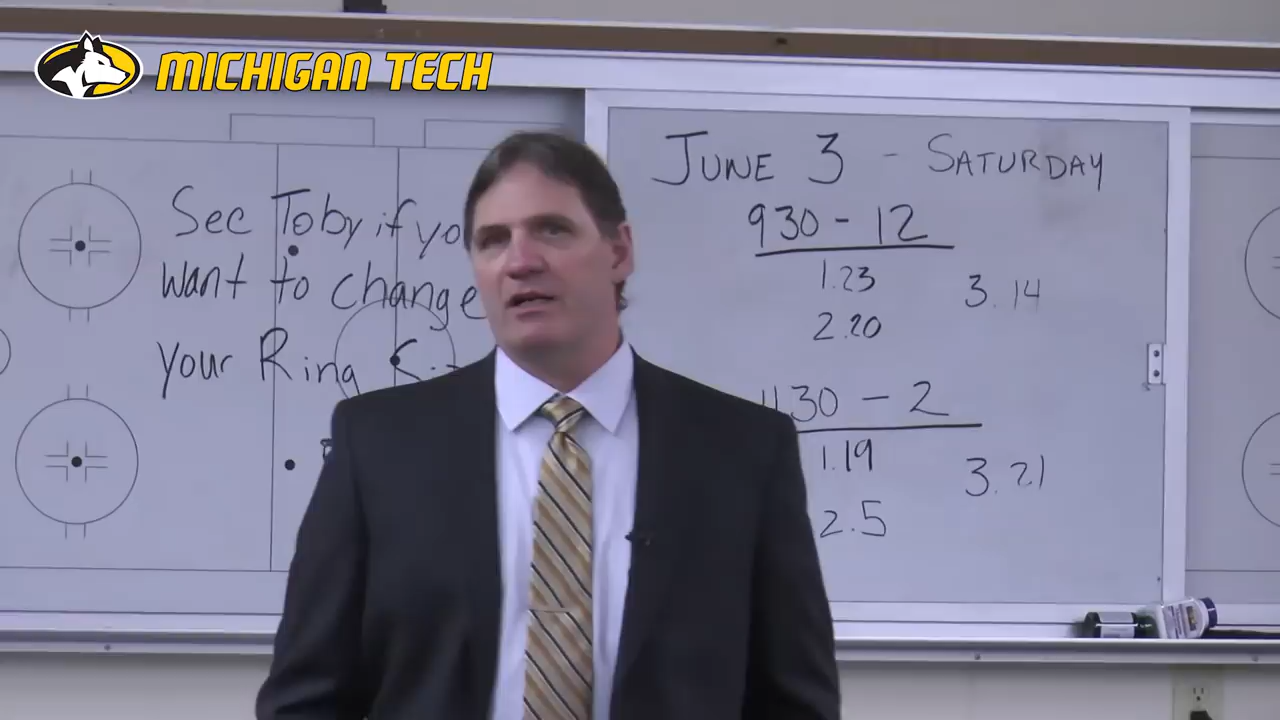 MICHIGAN TECH
See Toby if yo
want to change
your Ring
JUNE 3 - SATURDAY
930 - 12
1.23 3.14
2.20
1130 - 2
1.19 3.21
2.5